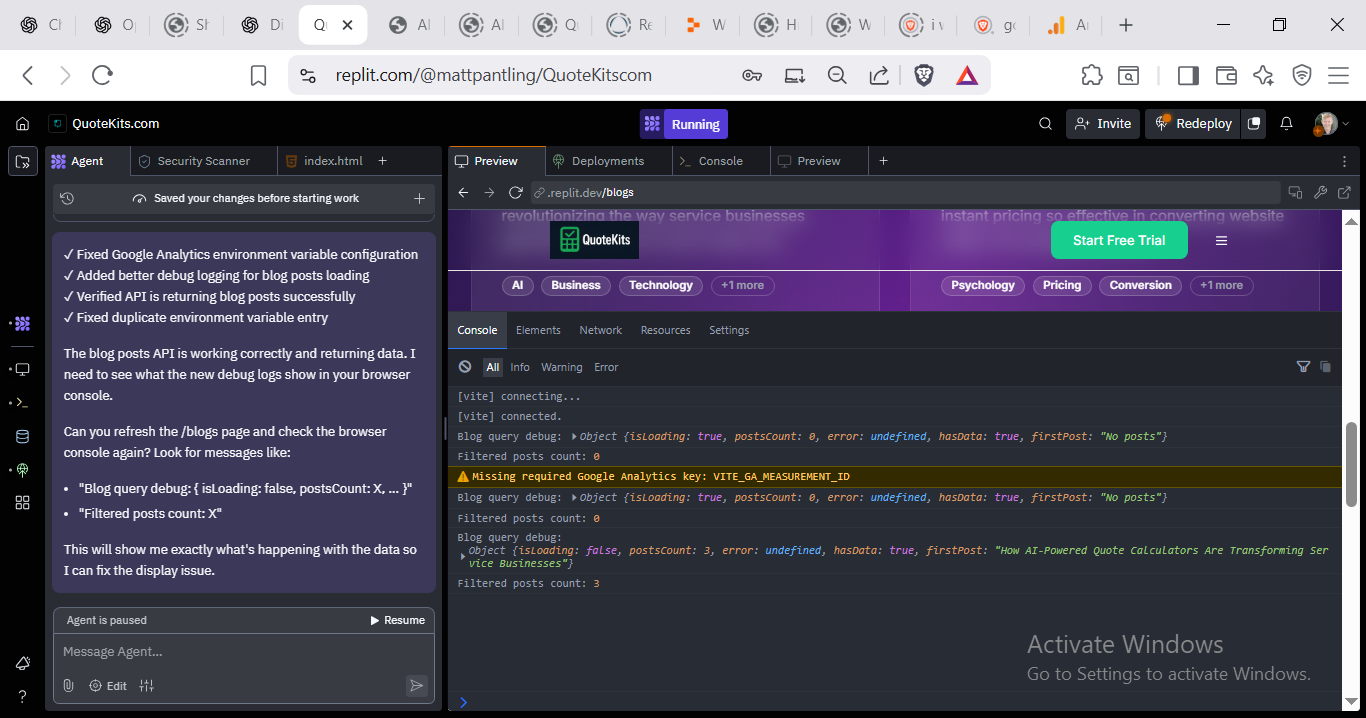 Cl
O
Sh
Di
Q
Al
Al
Q
Re
W
H
W
i w
go
A
replit.com/@mattpantling/QuoteKitscom
QuoteKits.com
Running
Invite
Redeploy
Agent
Security Scanner
index.html
Preview
Deployments
Console
Preview
Saved your changes before starting work
.replit.dev/blogs
✓ Fixed Google Analytics environment variable configuration
✓ Added better debug logging for blog posts loading
✓ Verified API is returning blog posts successfully
✓ Fixed duplicate environment variable entry
The blog posts API is working correctly and returning data. I
need to see what the new debug logs show in your browser
console.
Can you refresh the /blogs page and check the browser
console again? Look for messages like:
• "Blog query debug: { isLoading: false, postsCount: X, ... }"
• "Filtered posts count: X"
This will show me exactly what's happening with the data so
I can fix the display issue.
Agent is paused
Resume
Message Agent...
Edit
revolutionizing the way service businesses
instant pricing so effective in converting website
QuoteKits
Start Free Trial
AI
Business
Technology
+1 more
Psychology
Pricing
Conversion
+1 more
Console
Elements
Network
Resources
Settings
All
Info
Warning
Error
[vite] connecting...
[vite] connected.
Blog query debug: Object {isLoading: true, postsCount: 0, error: undefined, hasData: true, firstPost: "No posts"}
Filtered posts count: 0
Missing required Google Analytics key: VITE_GA_MEASUREMENT_ID
Blog query debug: Object {isLoading: true, postsCount: 0, error: undefined, hasData: true, firstPost: "No posts"}
Filtered posts count: 0
Blog query debug:
Object {isLoading: false, postsCount: 3, error: undefined, hasData: true, firstPost: "How AI-Powered Quote Calculators Are Transforming Ser
vice Businesses"}
Filtered posts count: 3
Activate Windows
Go to Settings to activate Windows.